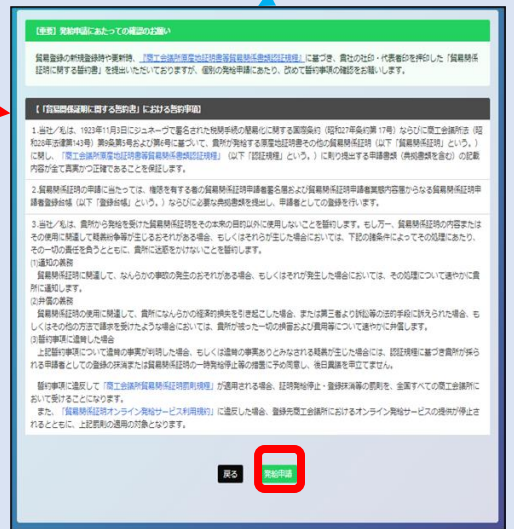 【重要】発給申請にあたっての確認のお願い
貿易登録の新規登録時や更新時、「商工会議所原産地証明書等貿易関係書類認証規程」に基づき、貴社の社印・代表者印を押印した「貿易関係
証明に関する誓約書」を提出いただいておりますが、個別の発給申請にあたり、改めて誓約事項の確認をお願いします。
【「貿易関係証明に関する誓約書」における誓約事項】
1.当社／私は、1923年11月3日にジュネーヴで署名された税関手続の簡易化に関する国際条約（昭和27年条約第 17号）ならびに商工会議所法（昭
和28年法律第143号）第9条第5号および第6号に基づいて、貴所が発給する原産地証明書その他の貿易関係証明（以下「貿易関係証明」という。）
に関し、「商工会議所原産地証明書等貿易関係書類認証規程」（以下「認証規程」という。）に則り提出する申請書類（典拠書類を含む）の記載
内容が全て真実かつ正確であることを保証します。
2.貿易関係証明の申請に当たっては、権限を有する者の貿易関係証明申請者署名届および貿易関係証明申請者業態内容届からなる貿易関係証明申
請者登録台帳（以下「登録台帳」という。）ならびに必要な典拠書類を提出し、申請者としての登録を行います。
3.当社／私は、貴所から発給を受けた貿易関係証明をその本来の目的以外に使用しないことを誓約します。もし万一、貿易関係証明の内容または
その使用に関連して疑義紛争等が生じるおそれがある場合、もしくはそれらが生じた場合においては、下記の諸条件によってその処理にあたり、
その一切の責任を負うとともに、貴所に迷惑をかけないことを誓約します。
(1)通知の義務
貿易関係証明に関連して、なんらかの事故の発生のおそれがある場合、もしくはそれが発生した場合においては、その処理について速やかに貴
所に通知します。
(2)弁償の義務
貿易関係証明の使用に関連して、貴所になんらかの経済的損失を引き起こした場合、または第三者より訴訟等の法的手段に訴えられた場合、も
しくはその他の方法で請求を受けたような場合においては、貴所が被った一切の損害および費用等について速やかに弁償します。
(3)誓約事項に違背した場合
上記誓約事項について違背の事実が判明した場合、もしくは違背の事実ありとみなされる疑義が生じた場合には、認証規程に基づき貴所が採ら
れる申請者としての登録の抹消または貿易関係証明の一時発給停止等の措置に予め同意し、後日異議を申立てません。
誓約事項に違反して「商工会議所貿易関係証明罰則規程」が適用される場合、証明発給停止・登録抹消等の罰則を、全国すべての商工会議所に
おいて受けることになります。
また、「貿易関係証明オンライン発給サービス利用規約」に違反した場合、登録先商工会議所におけるオンライン発給サービスの提供が停止さ
れるとともに、上記罰則の適用の対象となります。
戻る
発給申請